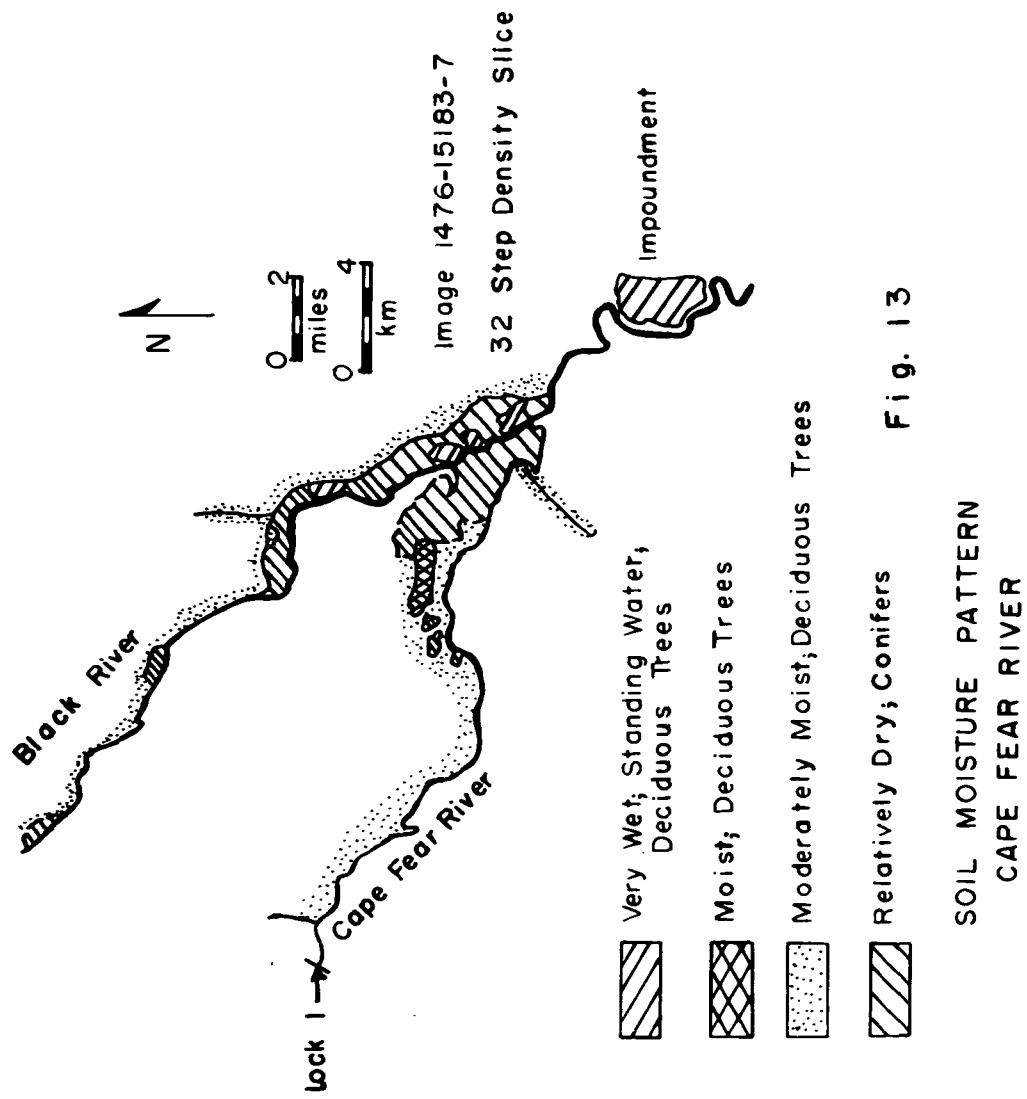 Black River
N
0 2
miles
0 4
km
Image 1476-15183-7
32 Step Density Slice
Lock 1
Cape Fear River
Impoundment
Very Wet; Standing Water;
Deciduous Trees
Moist; Deciduous Trees
Moderately Moist; Deciduous Trees
Relatively Dry; Conifers
Fig. 13
SOIL MOISTURE PATTERN
CAPE FEAR RIVER